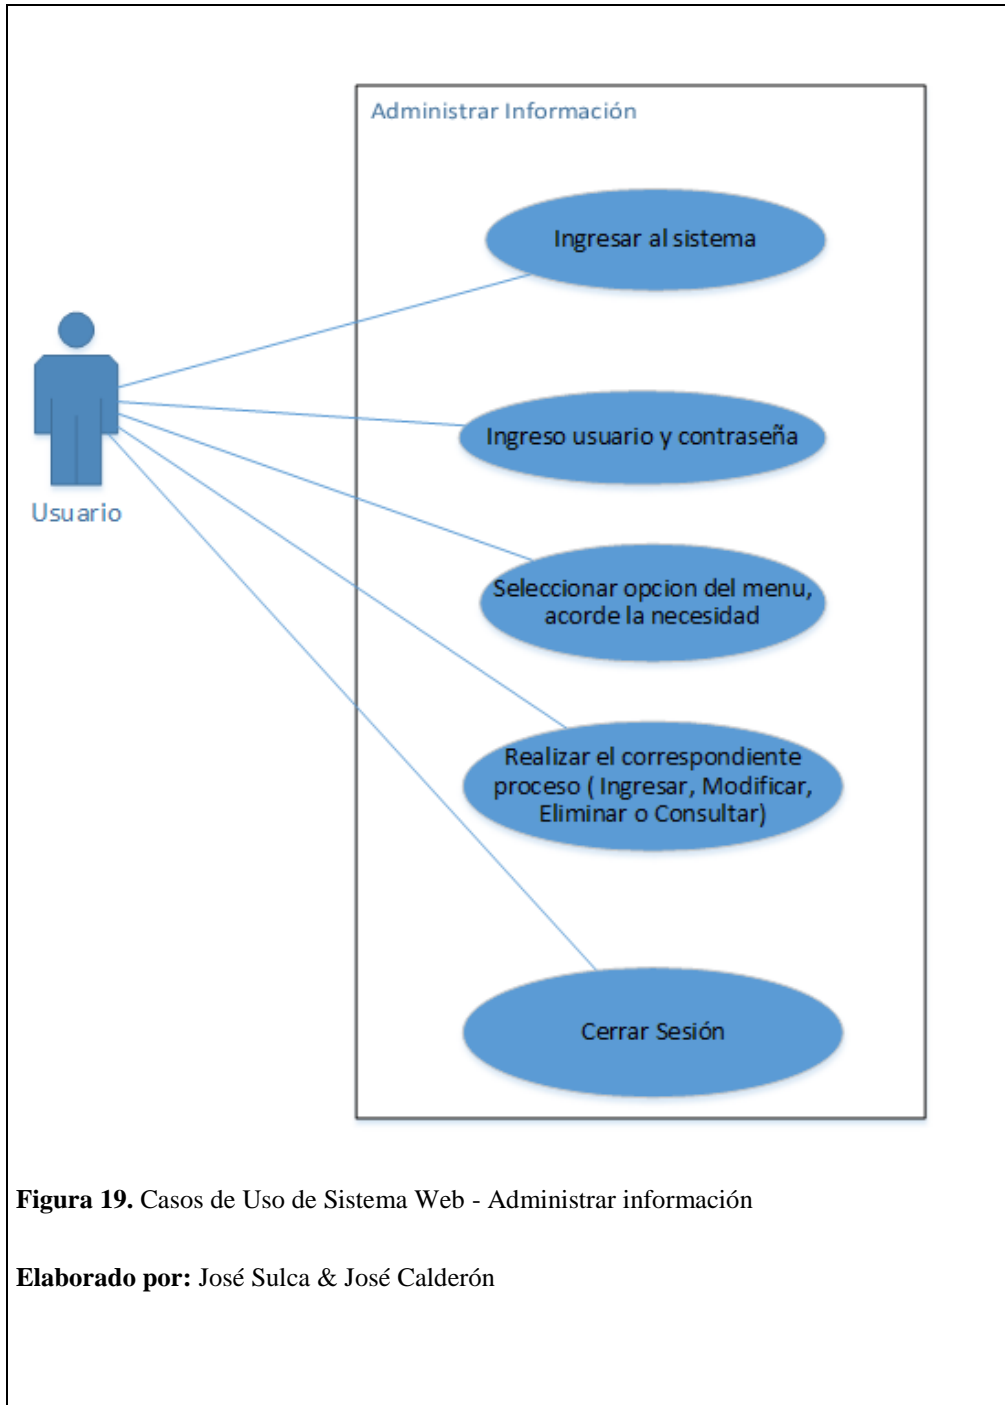 Administrar Información
Ingresar al sistema
Ingreso usuario y contraseña
Usuario
Seleccionar opcion del menu,
acorde la necesidad
Realizar el correspondiente
proceso ( Ingresar, Modificar,
Eliminar o Consultar)
Cerrar Sesión
Figura 19. Casos de Uso de Sistema Web - Administrar información
Elaborado por: José Sulca & José Calderón